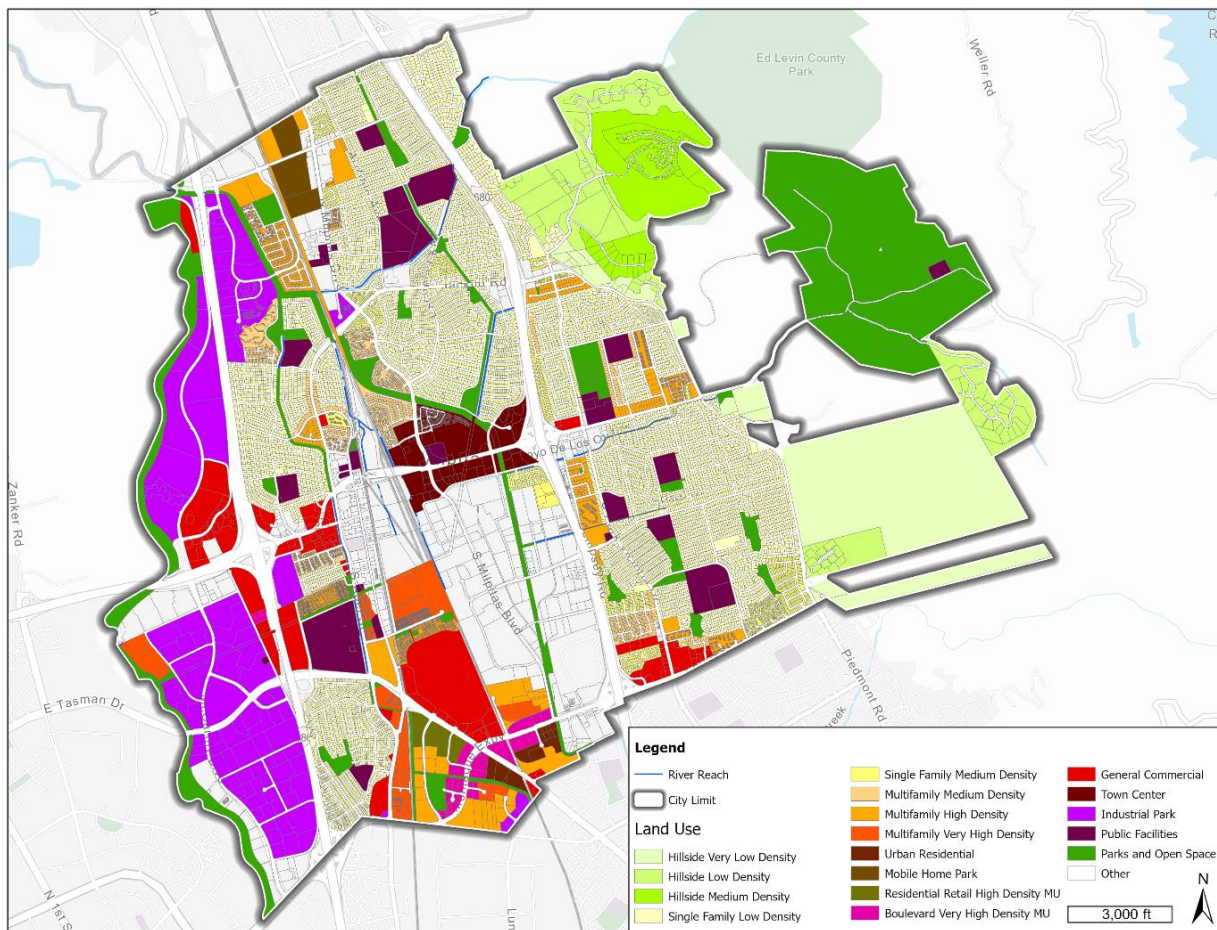 Ed Levin County
Park
Weller Rd
680
Zanker Rd
S Milpitas Blvd
E Tasman Dr
Piedmont Rd
Creek
N 1st S
Lun
Legend
River Reach
City Limit
Land Use
Hillside Very Low Density
Hillside Low Density
Hillside Medium Density
Single Family Low Density
Single Family Medium Density
Multifamily Medium Density
Multifamily High Density
Multifamily Very High Density
Urban Residential
Mobile Home Park
Residential Retail High Density MU
Boulevard Very High Density MU
General Commercial
Town Center
Industrial Park
Public Facilities
Parks and Open Space
Other
N
3,000 ft